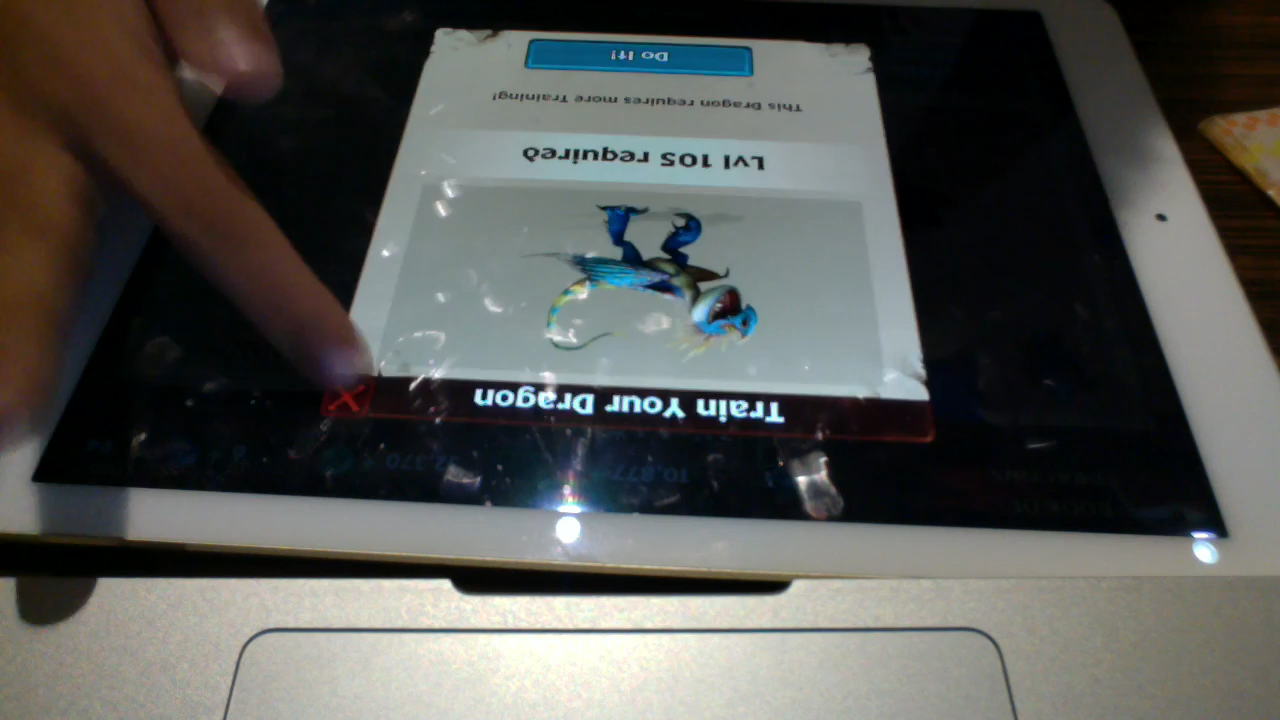 Train Your Dragon
Lvl 105 required
This Dragon requires more Training!
Do It!